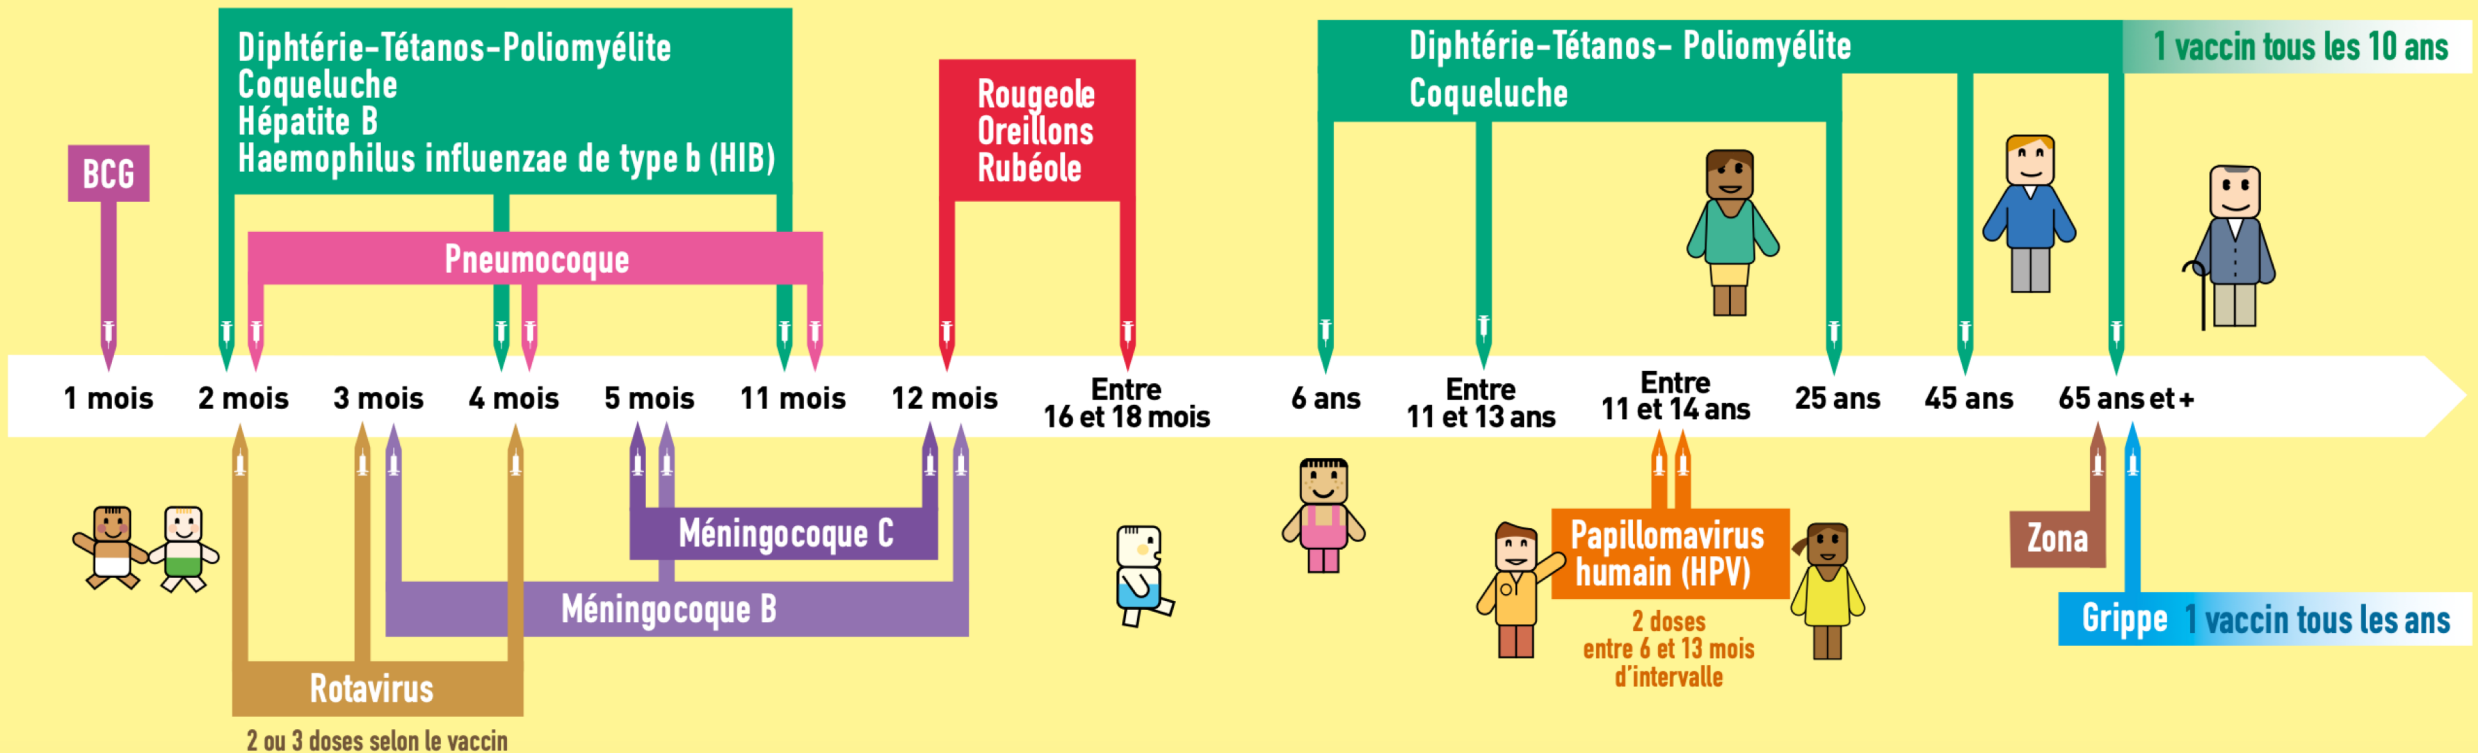 BCG
Diphtérie-Tétanos-Poliomyélite
Coqueluche
Hépatite B
Haemophilus influenzae de type b (HIB)
Pneumocoque
Rougeole
Oreillons
Rubéole
Diphtérie-Tétanos- Poliomyélite
Coqueluche
1 vaccin tous les 10 ans
1 mois
2 mois
3 mois
4 mois
5 mois
11 mois
12 mois
Entre
16 et 18 mois
6 ans
Entre
11 et 13 ans
Entre
11 et 14 ans
25 ans
45 ans
65 ans et +
Méningocoque C
Méningocoque B
Rotavirus
2 ou 3 doses selon le vaccin
Papillomavirus
humain (HPV)
2 doses
entre 6 et 13 mois
d'intervalle
Zona
Grippe 1 vaccin tous les ans